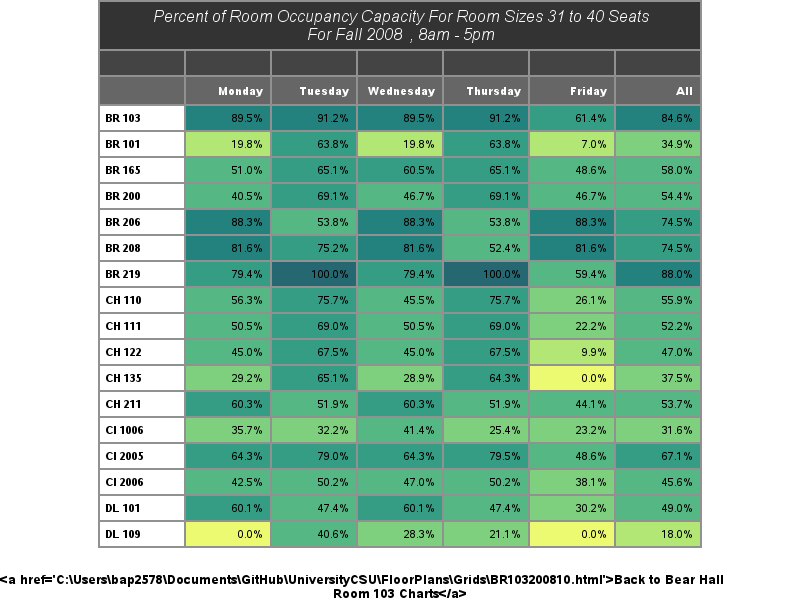 Percent of Room Occupancy Capacity For Room Sizes 31 to 40 Seats
For Fall 2008 , 8am - 5pm
Monday Tuesday Wednesday Thursday Friday All
BR 103 89.5% 91.2% 89.5% 91.2% 61.4% 84.6%
BR 101 19.8% 63.8% 19.8% 63.8% 7.0% 34.9%
BR 165 51.0% 65.1% 60.5% 65.1% 48.6% 58.0%
BR 200 40.5% 69.1% 46.7% 69.1% 46.7% 54.4%
BR 206 88.3% 53.8% 88.3% 53.8% 88.3% 74.5%
BR 208 81.6% 75.2% 81.6% 52.4% 81.6% 74.5%
BR 219 79.4% 100.0% 79.4% 100.0% 59.4% 88.0%
CH 110 56.3% 75.7% 45.5% 75.7% 26.1% 55.9%
CH 111 50.5% 69.0% 50.5% 69.0% 22.2% 52.2%
CH 122 45.0% 67.5% 45.0% 67.5% 9.9% 47.0%
CH 135 29.2% 65.1% 28.9% 64.3% 0.0% 37.5%
CH 211 60.3% 51.9% 60.3% 51.9% 44.1% 53.7%
CI 1006 35.7% 32.2% 41.4% 25.4% 23.2% 31.6%
CI 2005 64.3% 79.0% 64.3% 79.5% 48.6% 67.1%
CI 2006 42.5% 50.2% 47.0% 50.2% 38.1% 45.6%
DL 101 60.1% 47.4% 60.1% 47.4% 30.2% 49.0%
DL 109 0.0% 40.6% 28.3% 21.1% 0.0% 18.0%
<a href='C:\Users\bap2578\Documents\GitHub\UniversityCSU\FloorPlans\Grids\BR103200810.html'>Back to Bear Hall
Room 103 Charts</a>